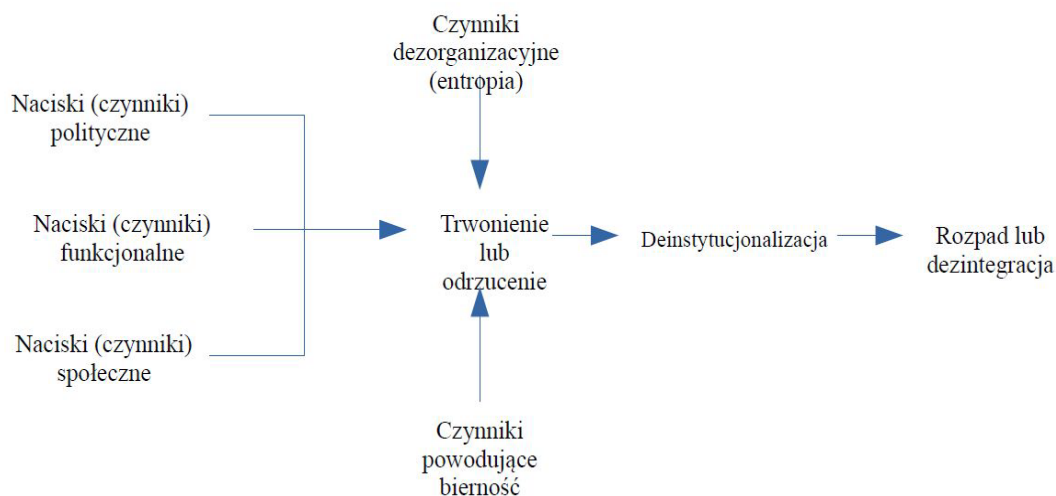 Czynniki
dezorganizacyjne
(entropia)
Naciski (czynniki)
polityczne
Naciski (czynniki)
funkcjonalne
Naciski (czynniki)
społeczne
Trwonienie
lub
odrzucenie
Deinstytucjonalizacja
Rozpad lub
dezintegracja
Czynniki
powodujące
bierność